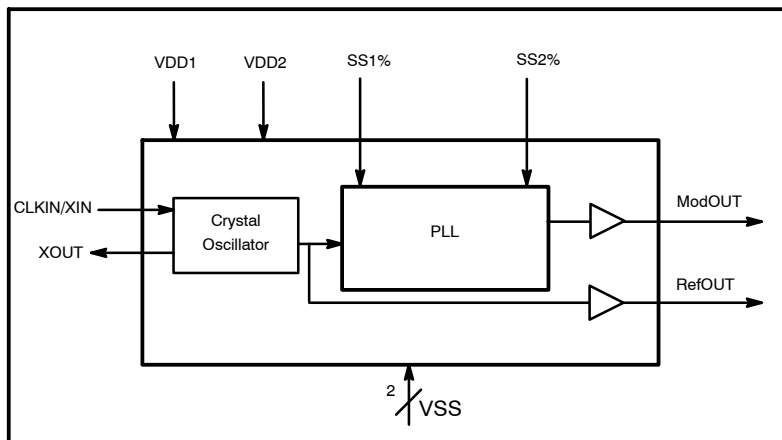 VDD1 VDD2 SS1% SS2%
CLKIN/XIN
Crystal
Oscillator
PLL
ModOUT
XOUT
RefOUT
2
VSS